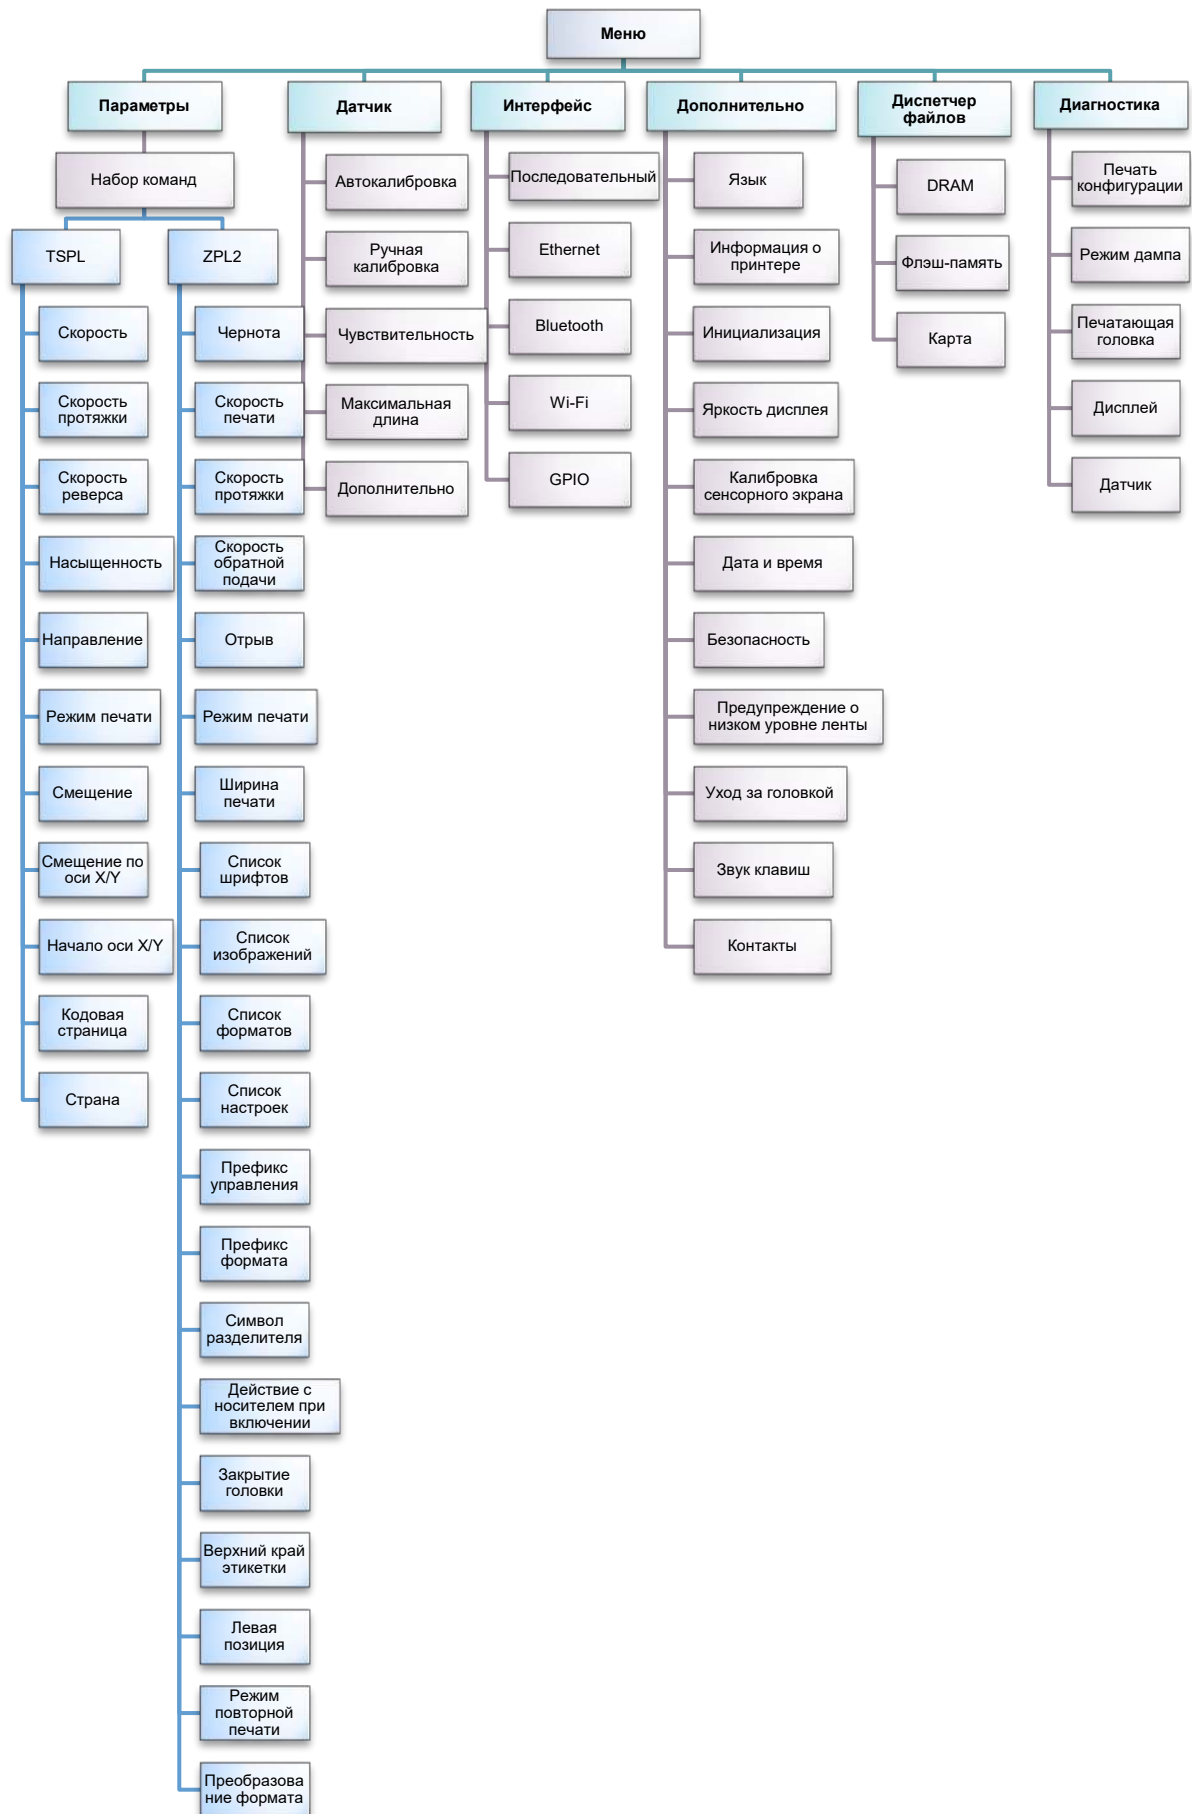 Меню
Параметры
Набор команд
TSPL
Скорость
Скорость
протяжки
Скорость
реверса
Насыщенность
Направление
Режим печати
Смещение
Смещение по
оси X/Y
Начало оси X/Y
Кодовая
страница
Страна
ZPL2
Чернота
Скорость
печати
Скорость
протяжки
Скорость
обратной
подачи
Отрыв
Режим печати
Ширина
печати
Список
шрифтов
Список
изображений
Список
форматов
Список
настроек
Префикс
управления
Префикс
формата
Символ
разделителя
Действие с
носителем при
включении
Закрытие
головки
Верхний край
этикетки
Левая
позиция
Режим
повторной
печати
Преобразова
ние формата
Датчик
Автокалибровка
Ручная
калибровка
Чувствительность
Максимальная
длина
Дополнительно
Интерфейс
Последовательный
Ethernet
Bluetooth
Wi-Fi
GPIO
Дополнительно
Язык
Информация о
принтере
Инициализация
Яркость дисплея
Калибровка
сенсорного экрана
Дата и время
Безопасность
Предупреждение о
низком уровне ленты
Уход за головкой
Звук клавиш
Контакты
Диспетчер
файлов
DRAM
Флэш-память
Карта
Диагностика
Печать
конфигурации
Режим дампа
Печатающая
головка
Дисплей
Датчик